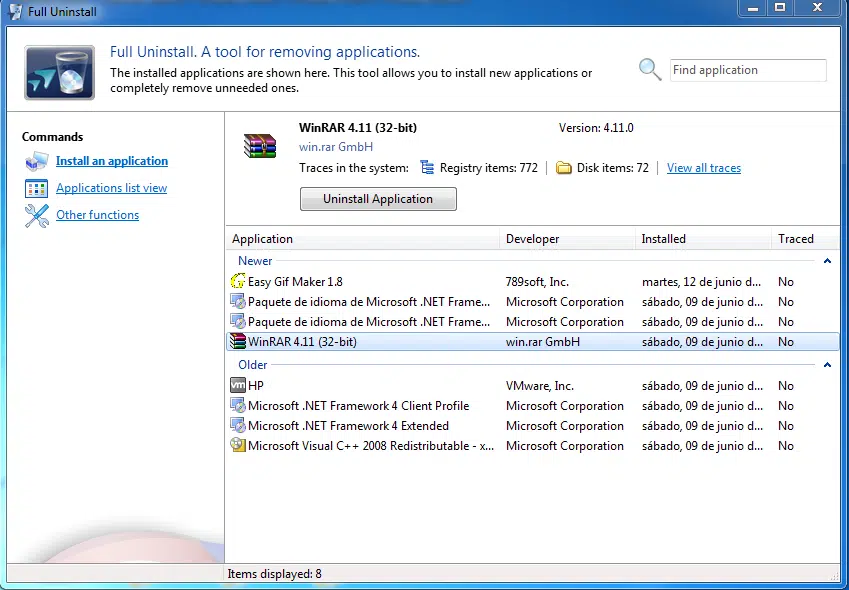 Full Uninstall
Full Uninstall. A tool for removing applications.
The installed applications are shown here. This tool allows you to install new applications or
completely remove unneeded ones.
Find application
Commands
Install an application
Applications list view
Other functions
WinRAR 4.11 (32-bit) Version: 4.11.0
win.rar GmbH
Traces in the system: Registry items: 772 Disk items: 72 View all traces
Uninstall Application
Application Developer Installed Traced
Newer
Easy Gif Maker 1.8 789soft, Inc. martes, 12 de junio d... No
Paquete de idioma de Microsoft .NET Frame... Microsoft Corporation sábado, 09 de junio d... No
Paquete de idioma de Microsoft .NET Frame... Microsoft Corporation sábado, 09 de junio d... No
WinRAR 4.11 (32-bit) win.rar GmbH sábado, 09 de junio d... No
Older
vm HP VMware, Inc. sábado, 09 de junio d... No
Microsoft .NET Framework 4 Client Profile Microsoft Corporation sábado, 09 de junio d... No
Microsoft .NET Framework 4 Extended Microsoft Corporation sábado, 09 de junio d... No
Microsoft Visual C++ 2008 Redistributable - x... Microsoft Corporation sábado, 09 de junio d... No
Items displayed: 8